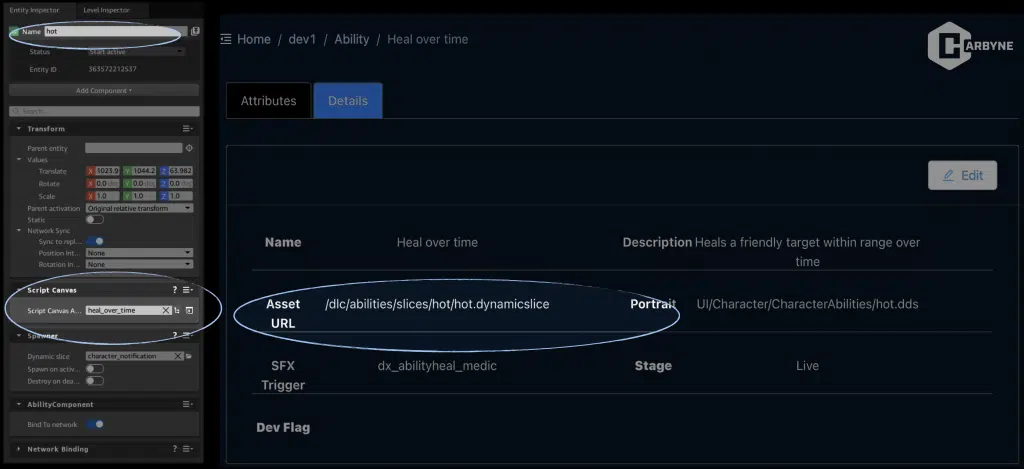 Entity Inspector
Level Inspector
Name hot
Status Start active
Entity ID 363572212537
Add Component
Search...
Transform
Parent entity
Values
Translate X 1023.9 Y 1044.2 Z 63.982
Rotate X 0.0 Y 0.0 Z 0.0
Scale X 1.0 Y 1.0 Z 1.0
Parent activation Original relative transform
Static
Network Sync
Sync to repl...
Position Int... None
Rotation In... None
Script Canvas ?
Script Canvas A... heal_over_time
Spawner ?
Dynamic slice character_notification
Spawn on activ...
Destroy on dea...
AbilityComponent
Bind To network
Network Binding ?
Home / dev1 / Ability / Heal over time
CARBYNE
Attributes
Details
Edit
Name Heal over time
Description Heals a friendly target within range over
time
Asset
URL
/dlc/abilities/slices/hot/hot.dynamicslice
Portrait UI/Character/CharacterAbilities/hot.dds
SFX
Trigger
dx_abilityheal_medic
Stage Live
Dev Flag